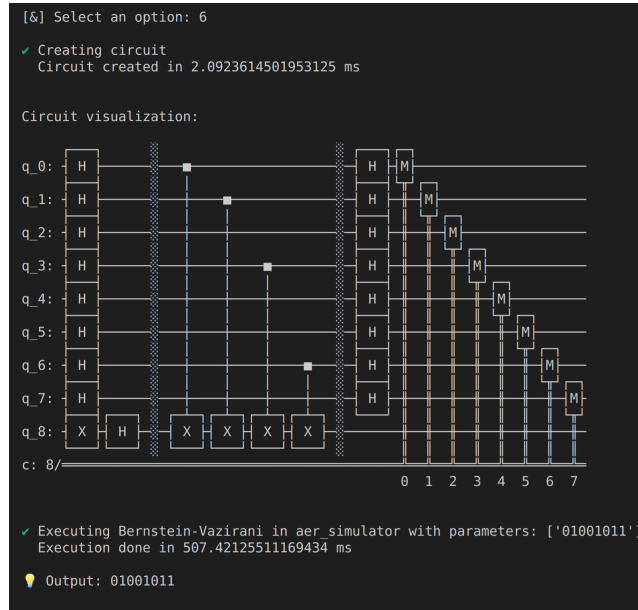 [&] Select an option: 6
✔ Creating circuit
Circuit created in 2.0923614501953125 ms
Circuit visualization:
q_0: H H M
q_1: H H M
q_2: H H M
q_3: H H M
q_4: H H M
q_5: H H M
q_6: H H M
q_7: H H M
q_8: X H X X X X
c: 8/
0 1 2 3 4 5 6 7
✔ Executing Bernstein-Vazirani in aer_simulator with parameters: ['01001011']
Execution done in 507.42125511169434 ms
💡 Output: 01001011